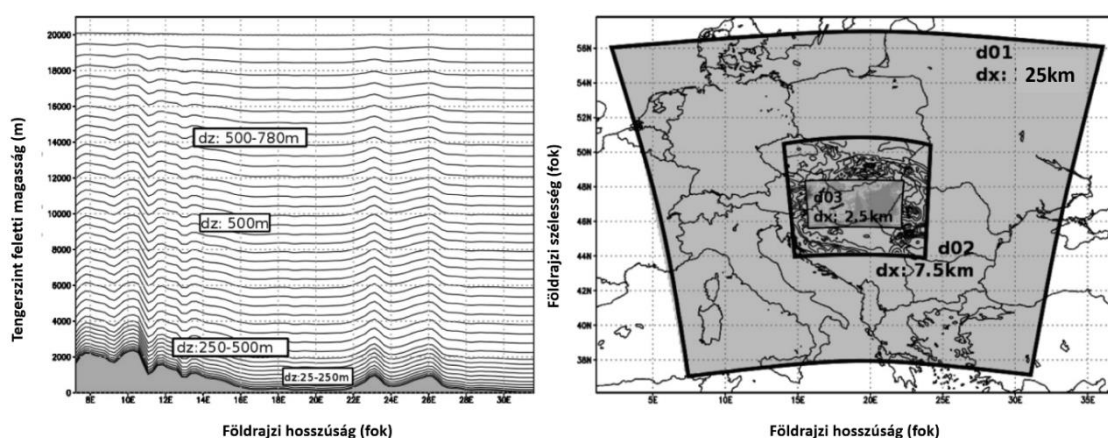 Tengerszint feletti magasság (m)
20000
18000
16000
14000
12000
10000
8000
6000
4000
2000
0
dz: 500-780m
dz: 500m
dz:250-500m
dz:25-250m
8E 10E 12E 14E 16E 18E 20E 22E 24E 26E 28E 30E
Földrajzi hosszúság (fok)
Földrajzi szélesség (fok)
56N
54N
52N
50N
48N
46N
44N
42N
40N
38N
d01
dx: 25km
d03
dx: 2.5km
d02
dx: 7.5km
5E 10E 15E 20E 25E 30E 35E
Földrajzi hosszúság (fok)